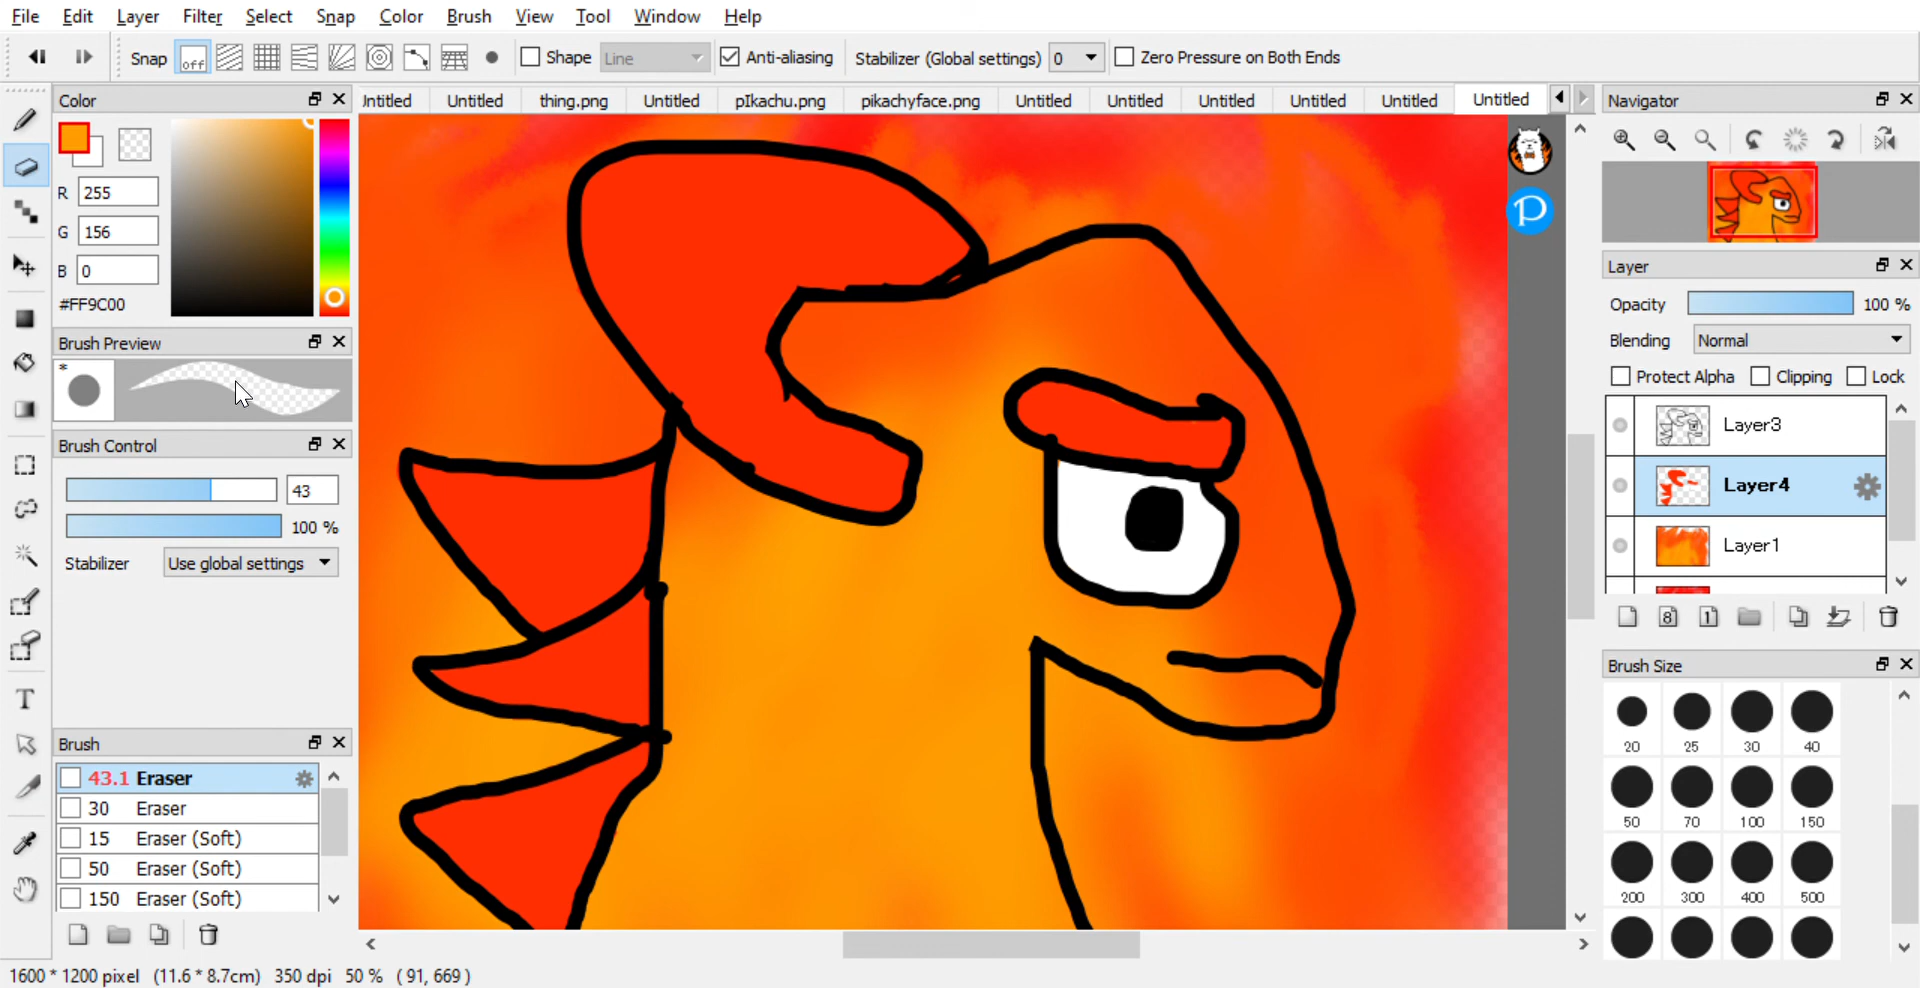 File Edit Layer Filter Select Snap Color Brush View Tool Window Help
Snap off Shape Line Anti-aliasing Stabilizer (Global settings) 0 Zero Pressure on Both Ends
Color
Untitled Untitled thing.png Untitled pIkachu.png pikachyface.png Untitled Untitled Untitled Untitled Untitled Untitled
R 255
G 156
B 0
#FF9C00
Brush Preview
*
Brush Control
43
100 %
Stabilizer Use global settings
Brush
43.1 Eraser
30 Eraser
15 Eraser (Soft)
50 Eraser (Soft)
150 Eraser (Soft)
P
Navigator
Layer
Opacity 100 %
Blending Normal
Protect Alpha Clipping Lock
Layer3
Layer4
Layer1
8 1
Brush Size
20 25 30 40
50 70 100 150
200 300 400 500
T
1600 * 1200 pixel (11.6 * 8.7cm) 350 dpi 50 % ( 91, 669 )